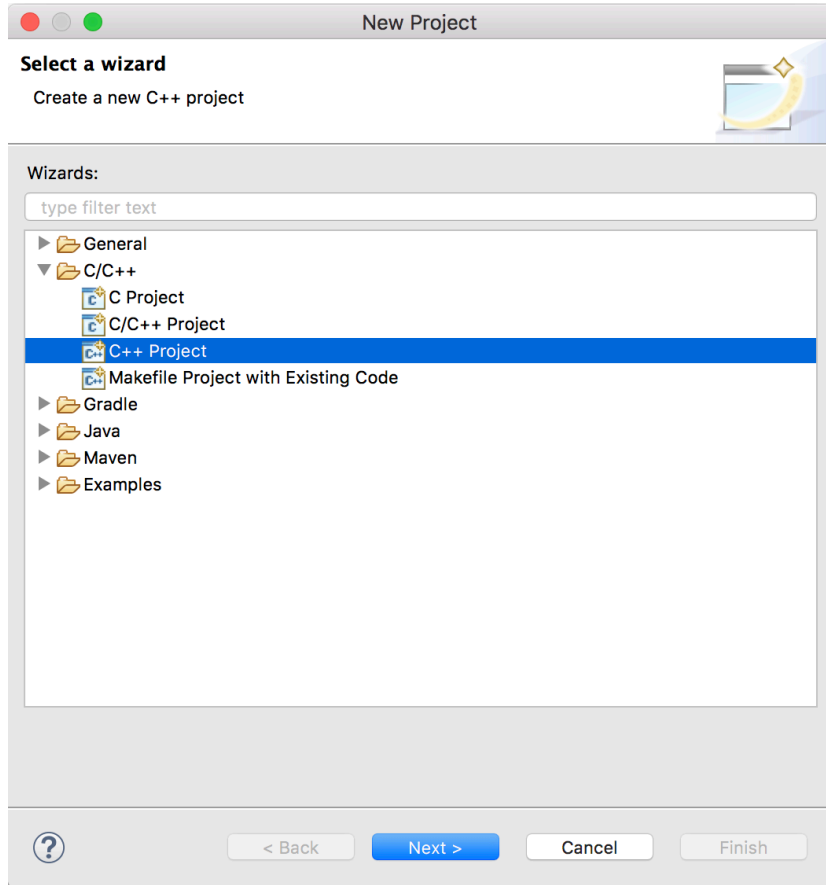 New Project
Select a wizard
Create a new C++ project
Wizards:
type filter text
General
C/C++
C Project
C/C++ Project
C++ Project
Makefile Project with Existing Code
Gradle
Java
Maven
Examples
? < Back Next > Cancel Finish